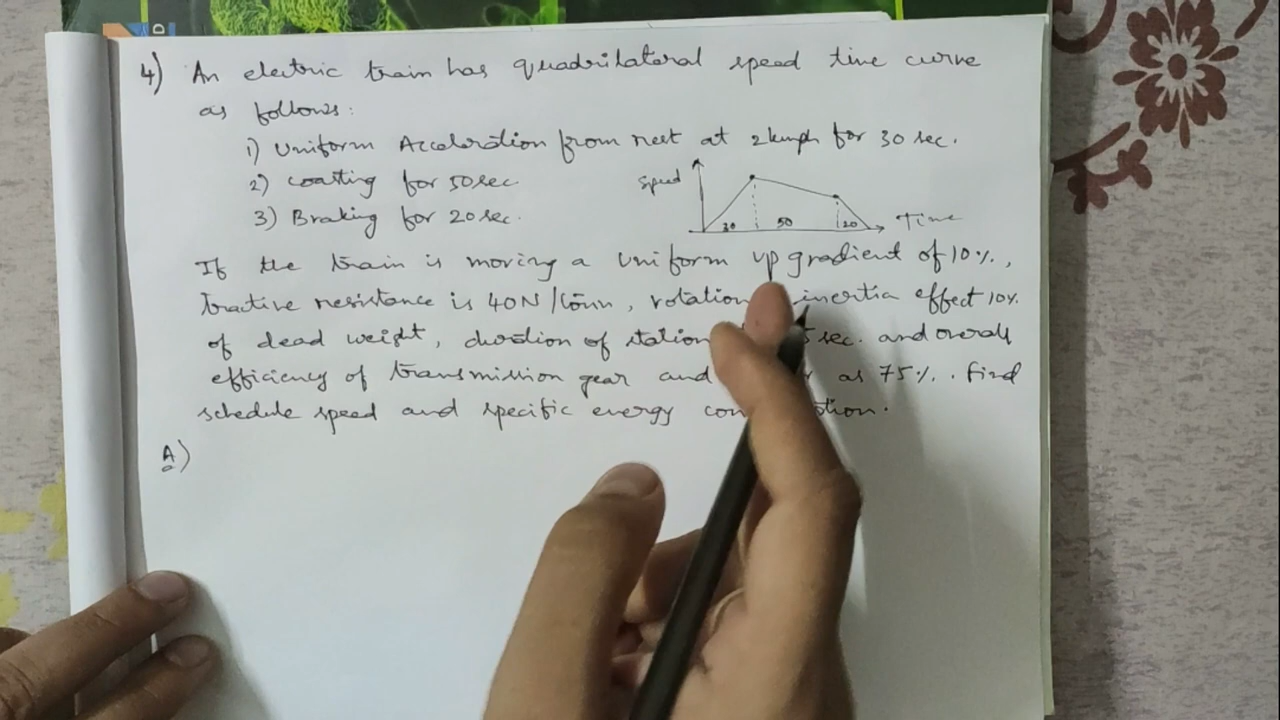 4) An electric train has quadrilateral speed time curve
as follows:
1) Uniform Acceleration from rest at 2kmph for 30 sec.
2) coasting for 50sec
3) Braking for 20 sec.
Speed
30 50 20 Time
If the train is moving a uniform up gradient of 10%,
tractive resistance is 40N/tonn, rotation inertia effect 10%
of dead weight, duration of station sec. and overall
efficiency of transmission gear and as 75%. Find
schedule speed and specific energy
A)